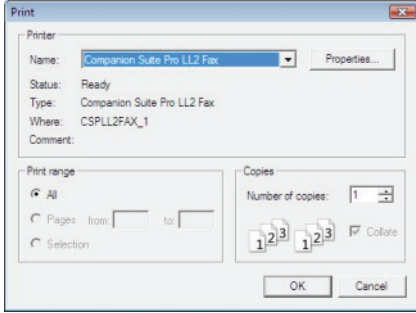 Print
Printer
Name: Companion Suite Pro LL2 Fax Properties...
Status: Ready
Type: Companion Suite Pro LL2 Fax
Where: CSPLL2FAX_1
Comment:
Print range
All
Pages from: to:
Selection
Copies
Number of copies: 1
1 2 3 1 2 3 Collate
OK Cancel